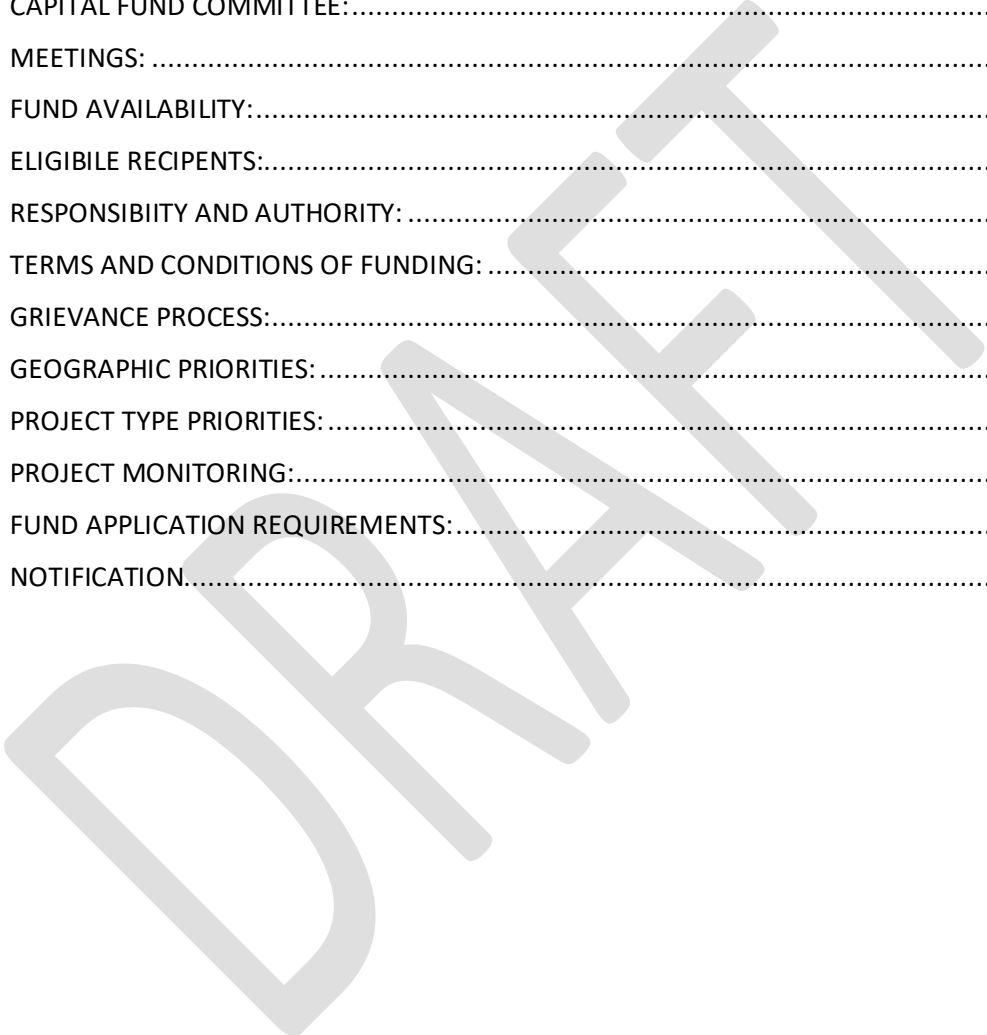 CAPITAL FUND COMMITTEE:....................................................................................
MEETINGS: ..............................................................................................................
FUND AVAILABILITY:................................................................................................
ELIGIBILE RECIPENTS:...............................................................................................
RESPONSIBIITY AND AUTHORITY: ............................................................................
TERMS AND CONDITIONS OF FUNDING: ..................................................................
GRIEVANCE PROCESS:..............................................................................................
GEOGRAPHIC PRIORITIES: .......................................................................................
PROJECT TYPE PRIORITIES: ......................................................................................
PROJECT MONITORING:...........................................................................................
FUND APPLICATION REQUIREMENTS:.......................................................................
NOTIFICATION..........................................................................................................
DRAFT